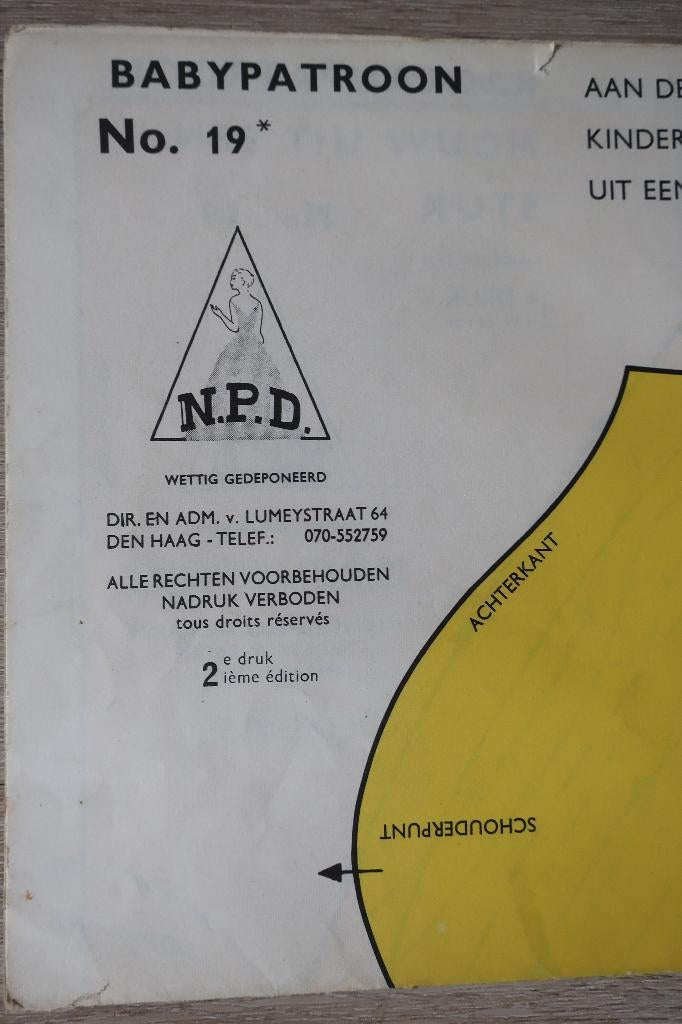 BABYPATROON
No. 19*
AAN DE
KINDER
UIT EEN
N.P.D.
WETTIG GEDEPONEERD
DIR. EN ADM. v. LUMEYSTRAAT 64
DEN HAAG - TELEF.: 070-552759
ALLE RECHTEN VOORBEHOUDEN
NADRUK VERBODEN
tous droits réservés
2 e druk
ième édition
ACHTERKANT
SCHOUDERPUNT